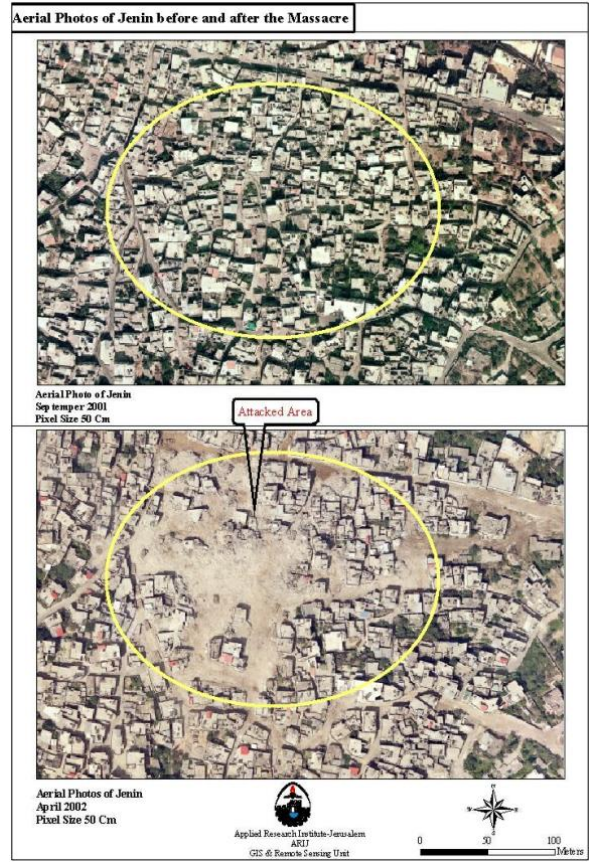 Aerial Photos of Jenin before and after the Massacre
Aerial Photo of Jenin
Septemper 2001
Pixel Size 50 Cm
Attacked Area
Aerial Photos of Jenin
April 2002
Pixel Size 50 Cm
Applied Research Institute-Jerusalem
ARIJ
GIS & Remote Sensing Unit
N
W
E
S
0 50 100
Meters